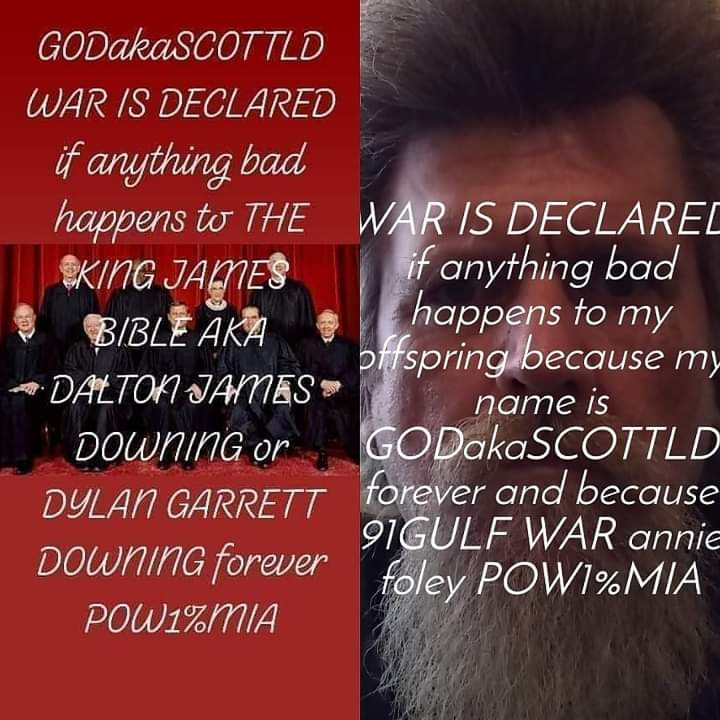 GODakaSCOTTLD
WAR IS DECLARED
if anything bad
happens to THE
KING JAMES
BIBLE AKA
DALTON JAMES
DOWNING or
DYLAN GARRETT
DOWNING forever
POW1%MIA
WAR IS DECLARED
if anything bad
happens to my
offspring because my
name is
GODakaSCOTTLD
forever and because
91GULF WAR annie
foley POW1%MIA